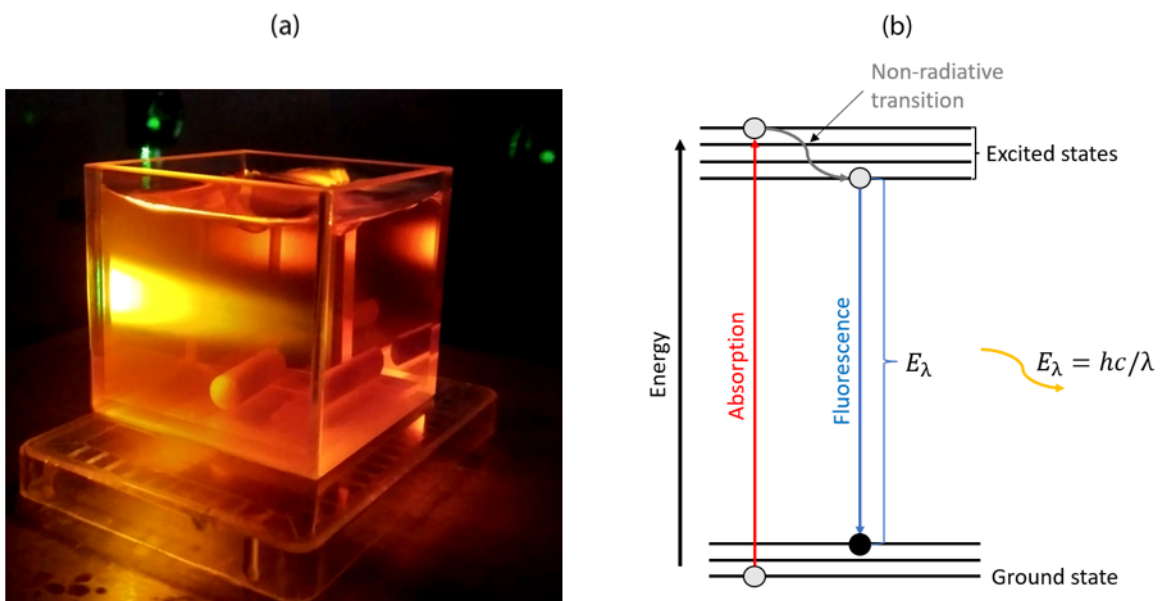 (a)
(b)
Non-radiative
transition
Excited states
Energy
Absorption
Fluorescence
E_λ
E_λ = hc/λ
Ground state